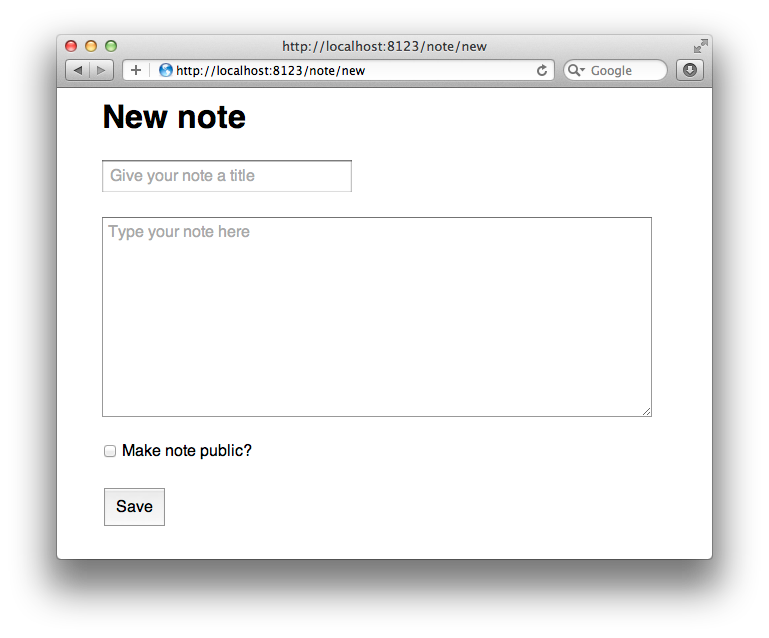 http://localhost:8123/note/new
http://localhost:8123/note/new
Google
New note
Give your note a title
Type your note here
Make note public?
Save